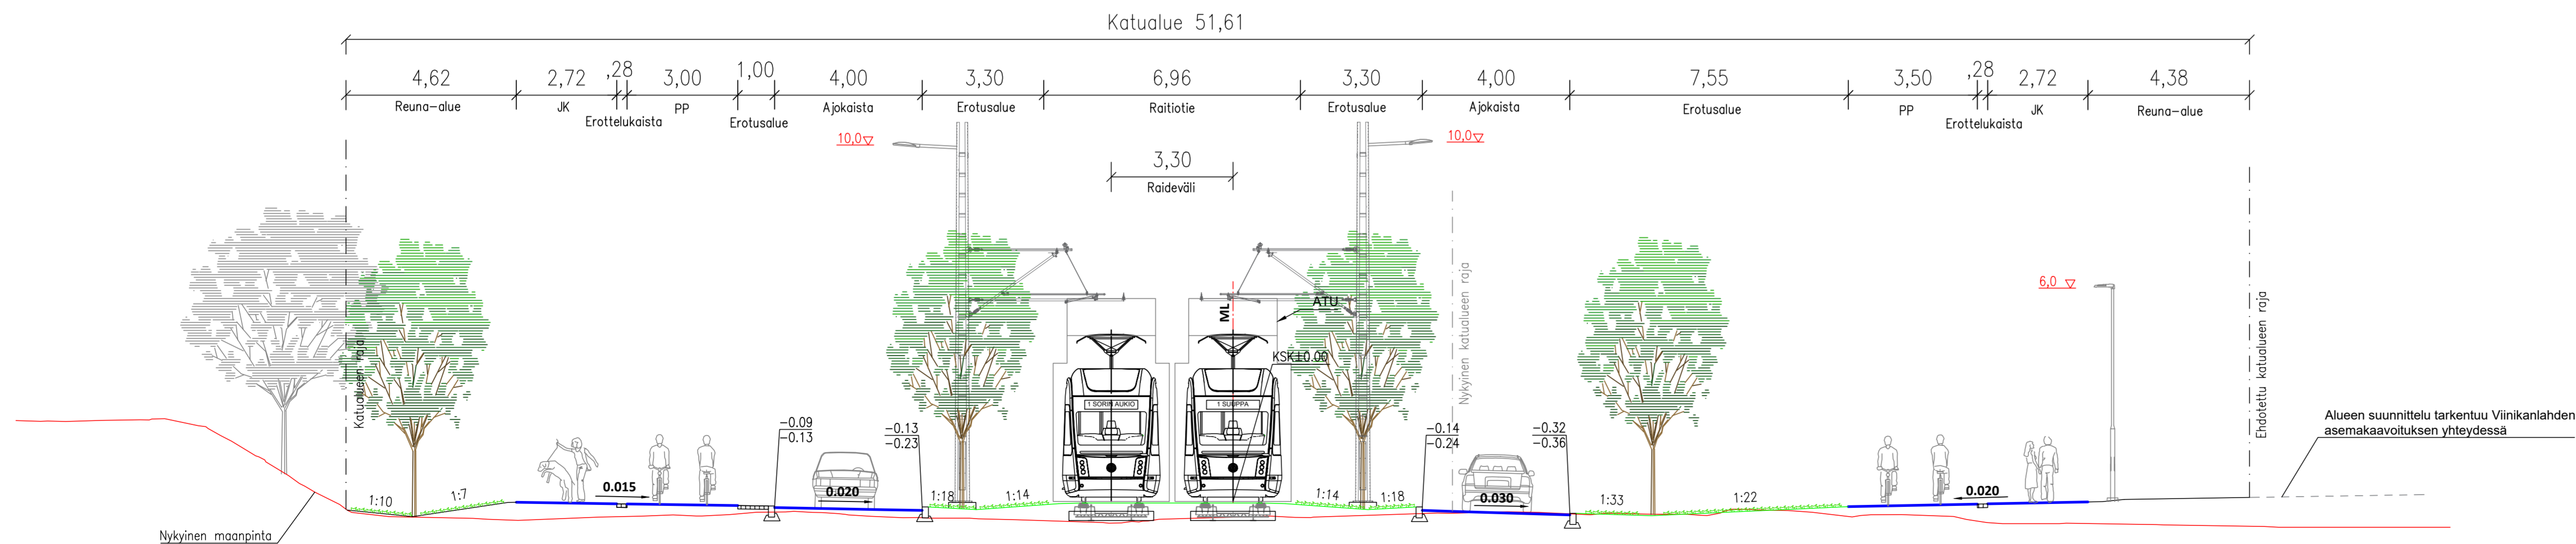 Katualue 51,61
4,62 2,72 ,28 3,00 1,00 4,00 3,30 6,96 3,30 4,00 7,55 3,50 ,28 2,72 4,38
Reuna-alue JK Erottelukaista PP Erotusalue Ajokaista Erotusalue Raitiotie Erotusalue Ajokaista Erotusalue PP Erottelukaista JK Reuna-alue
10,0 10,0
3,30
Raideväli
6,0
ML
ATU
KSK±0.00
Katualueen raja
Nykyinen katualueen raja
Ehdotettu katualueen raja
1 SORIN AUKIO
1 SULPPA
Alueen suunnittelu tarkentuu Viinikanlahden
asemakaavoituksen yhteydessä
-0.09
-0.13
-0.13
-0.23
-0.14
-0.24
-0.32
-0.36
1:10 1:7 0.015 0.020 1:18 1:14 1:14 1:18 0.030 1:33 1:22 0.020
Nykyinen maanpinta